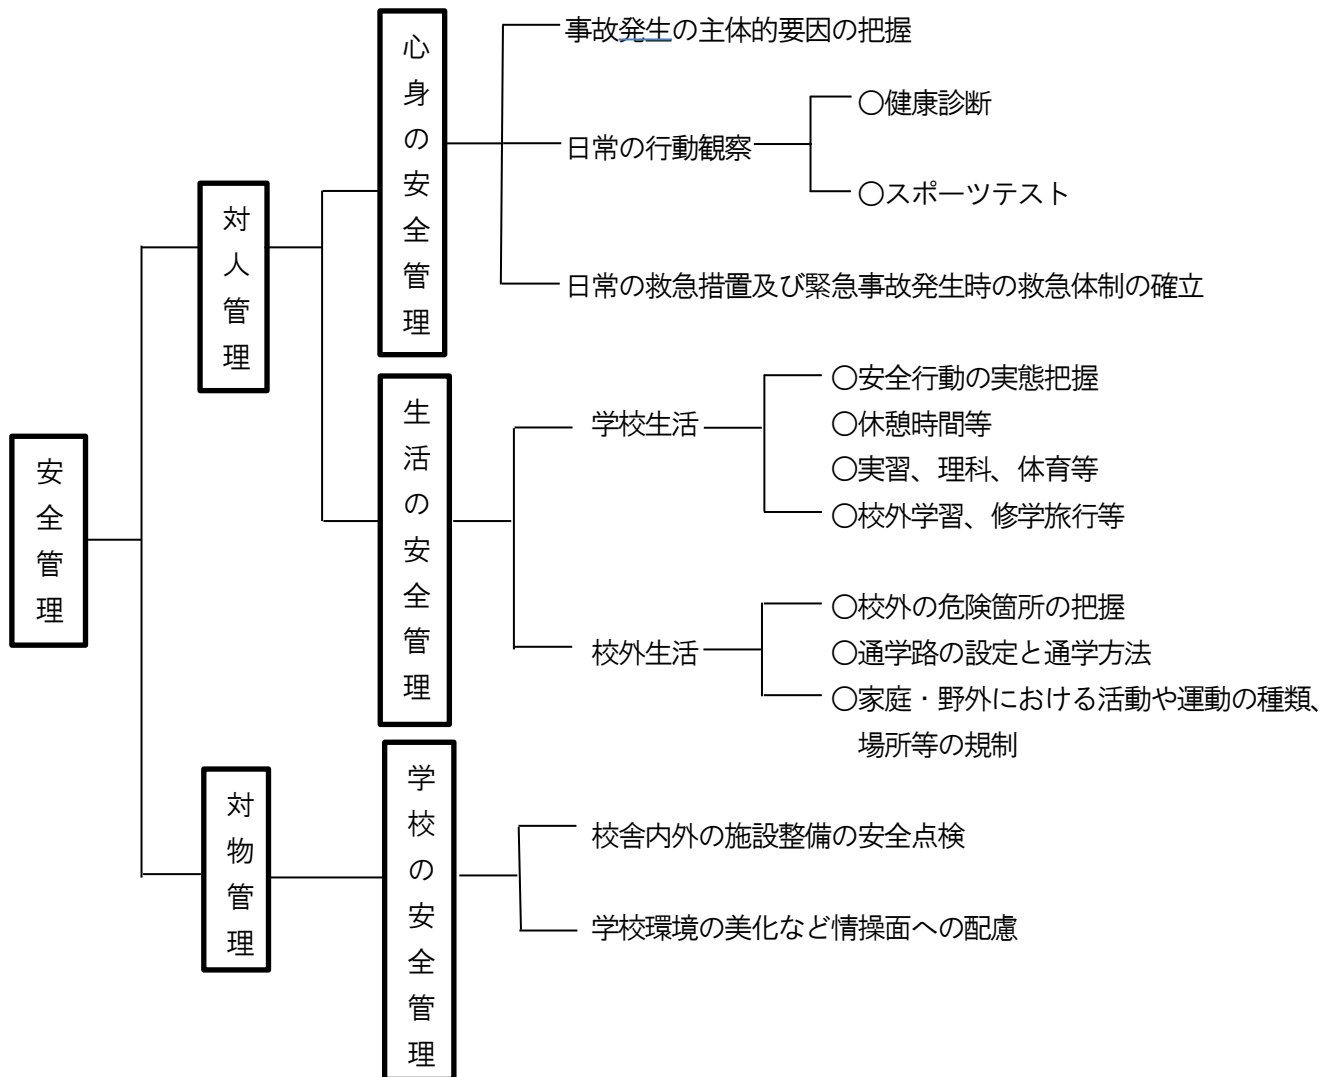 安全管理
対人管理
心身の安全管理
事故発生の主体的要因の把握
日常の行動観察
〇健康診断
〇スポーツテスト
日常の救急措置及び緊急事故発生時の救急体制の確立
生活の安全管理
学校生活
〇安全行動の実態把握
〇休憩時間等
〇実習、理科、体育等
〇校外学習、修学旅行等
校外生活
〇校外の危険箇所の把握
〇通学路の設定と通学方法
〇家庭・野外における活動や運動の種類、
場所等の規制
対物管理
学校の安全管理
校舎内外の施設整備の安全点検
学校環境の美化など情操面への配慮